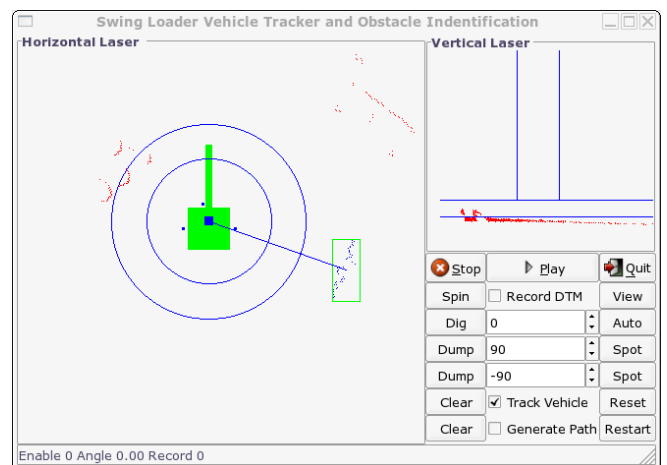 Swing Loader Vehicle Tracker and Obstacle Indentification
Horizontal Laser
Vertical Laser
Stop Play Quit
Spin Record DTM View
Dig 0 Auto
Dump 90 Spot
Dump -90 Spot
Clear Track Vehicle Reset
Clear Generate Path Restart
Enable 0 Angle 0.00 Record 0